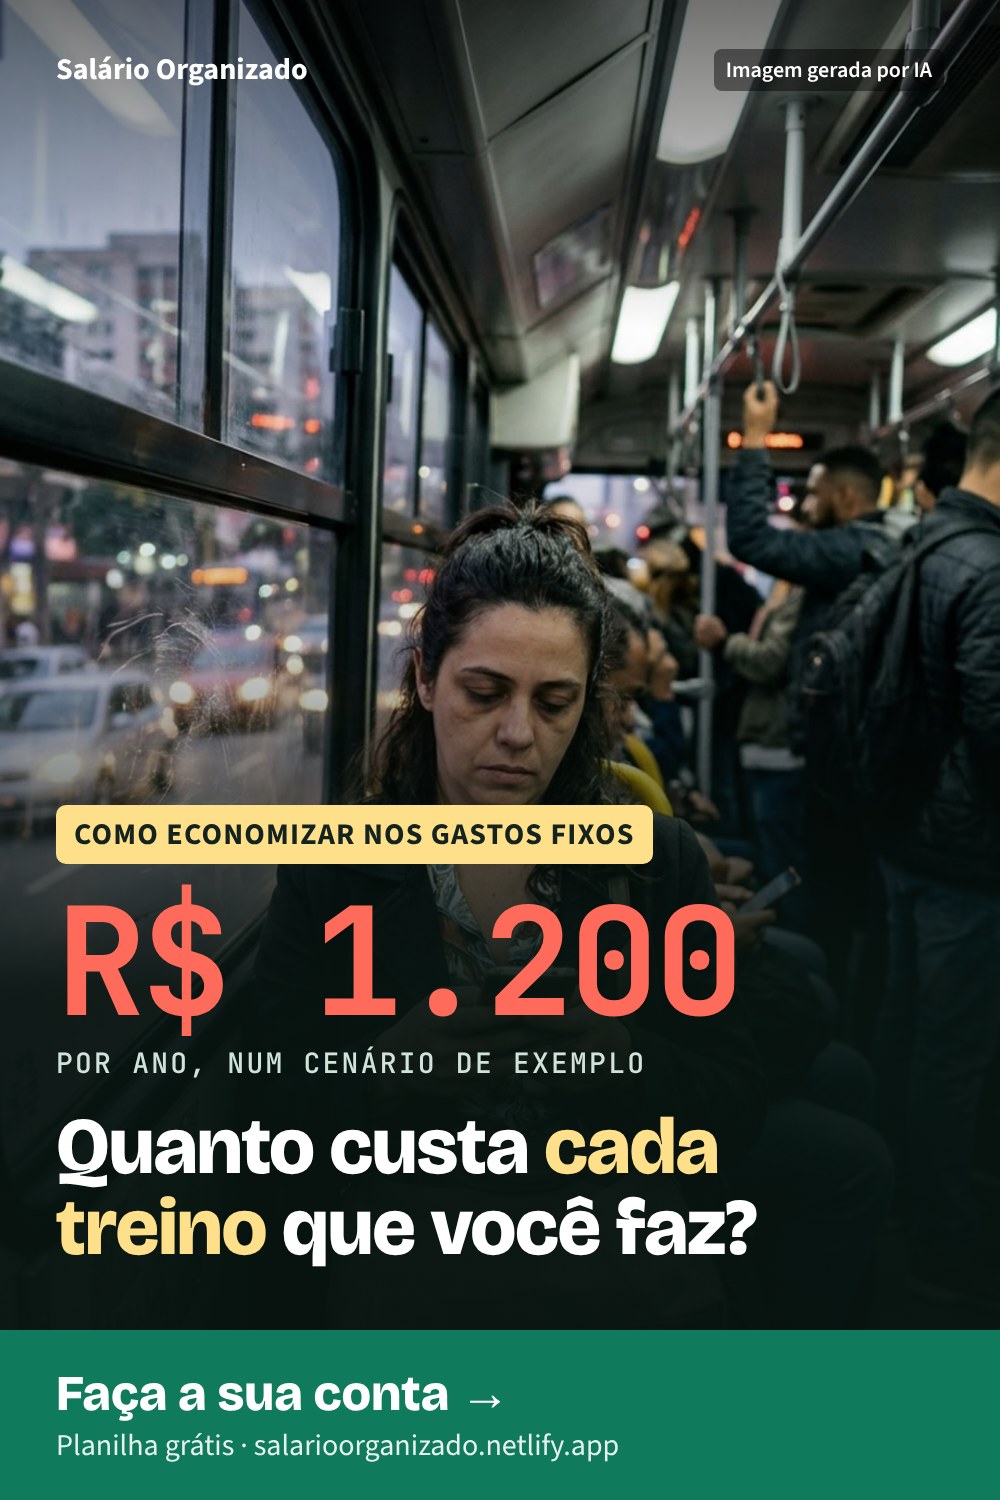 Salário Organizado
Imagem gerada por IA
COMO ECONOMIZAR NOS GASTOS FIXOS
R$ 1.200
POR ANO, NUM CENÁRIO DE EXEMPLO
Quanto custa cada
treino que você faz?
Faça a sua conta →
Planilha grátis · salarioorganizado.netlify.app